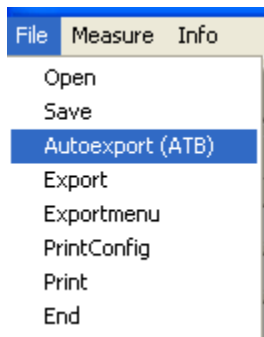 File Measure Info
Open
Save
Autoexport (ATB)
Export
Exportmenu
PrintConfig
Print
End